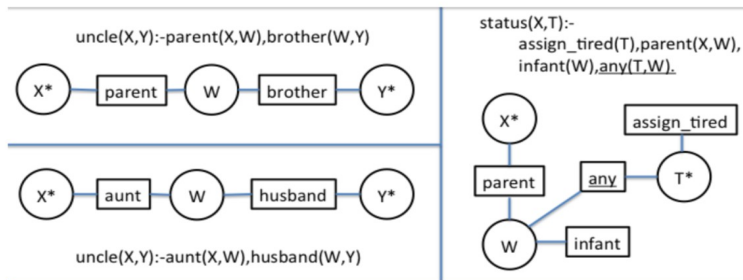 uncle(X,Y):-parent(X,W),brother(W,Y)
X* parent W brother Y*
X* aunt W husband Y*
uncle(X,Y):-aunt(X,W),husband(W,Y)
status(X,T):-
assign_tired(T),parent(X,W),
infant(W),any(T,W).
X* assign_tired
parent any T*
W infant